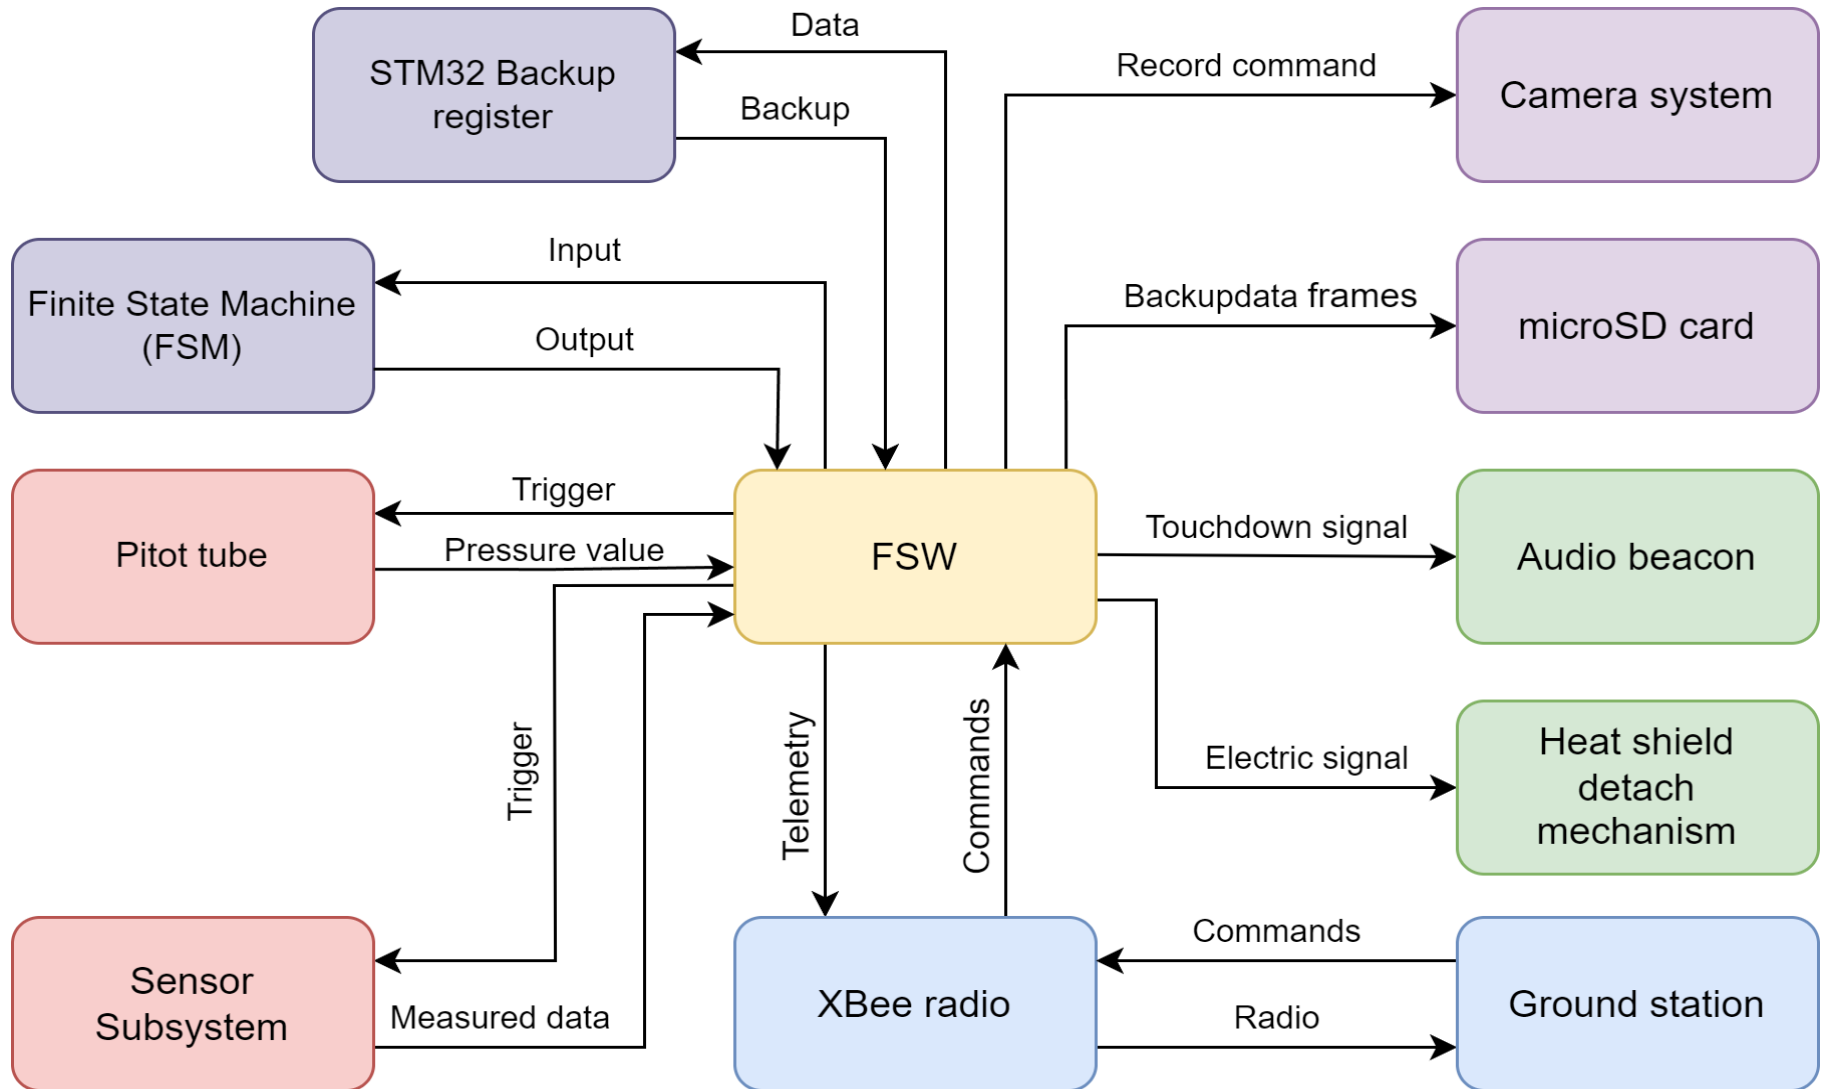 Data
STM32 Backup
register
Record command
Camera system
Backup
Input
Finite State Machine
(FSM)
Output
Backupdata frames
microSD card
Trigger
Pitot tube
Pressure value
FSW
Touchdown signal
Audio beacon
Trigger
Telemetry
Commands
Electric signal
Heat shield
detach
mechanism
Sensor
Subsystem
Measured data
XBee radio
Commands
Radio
Ground station